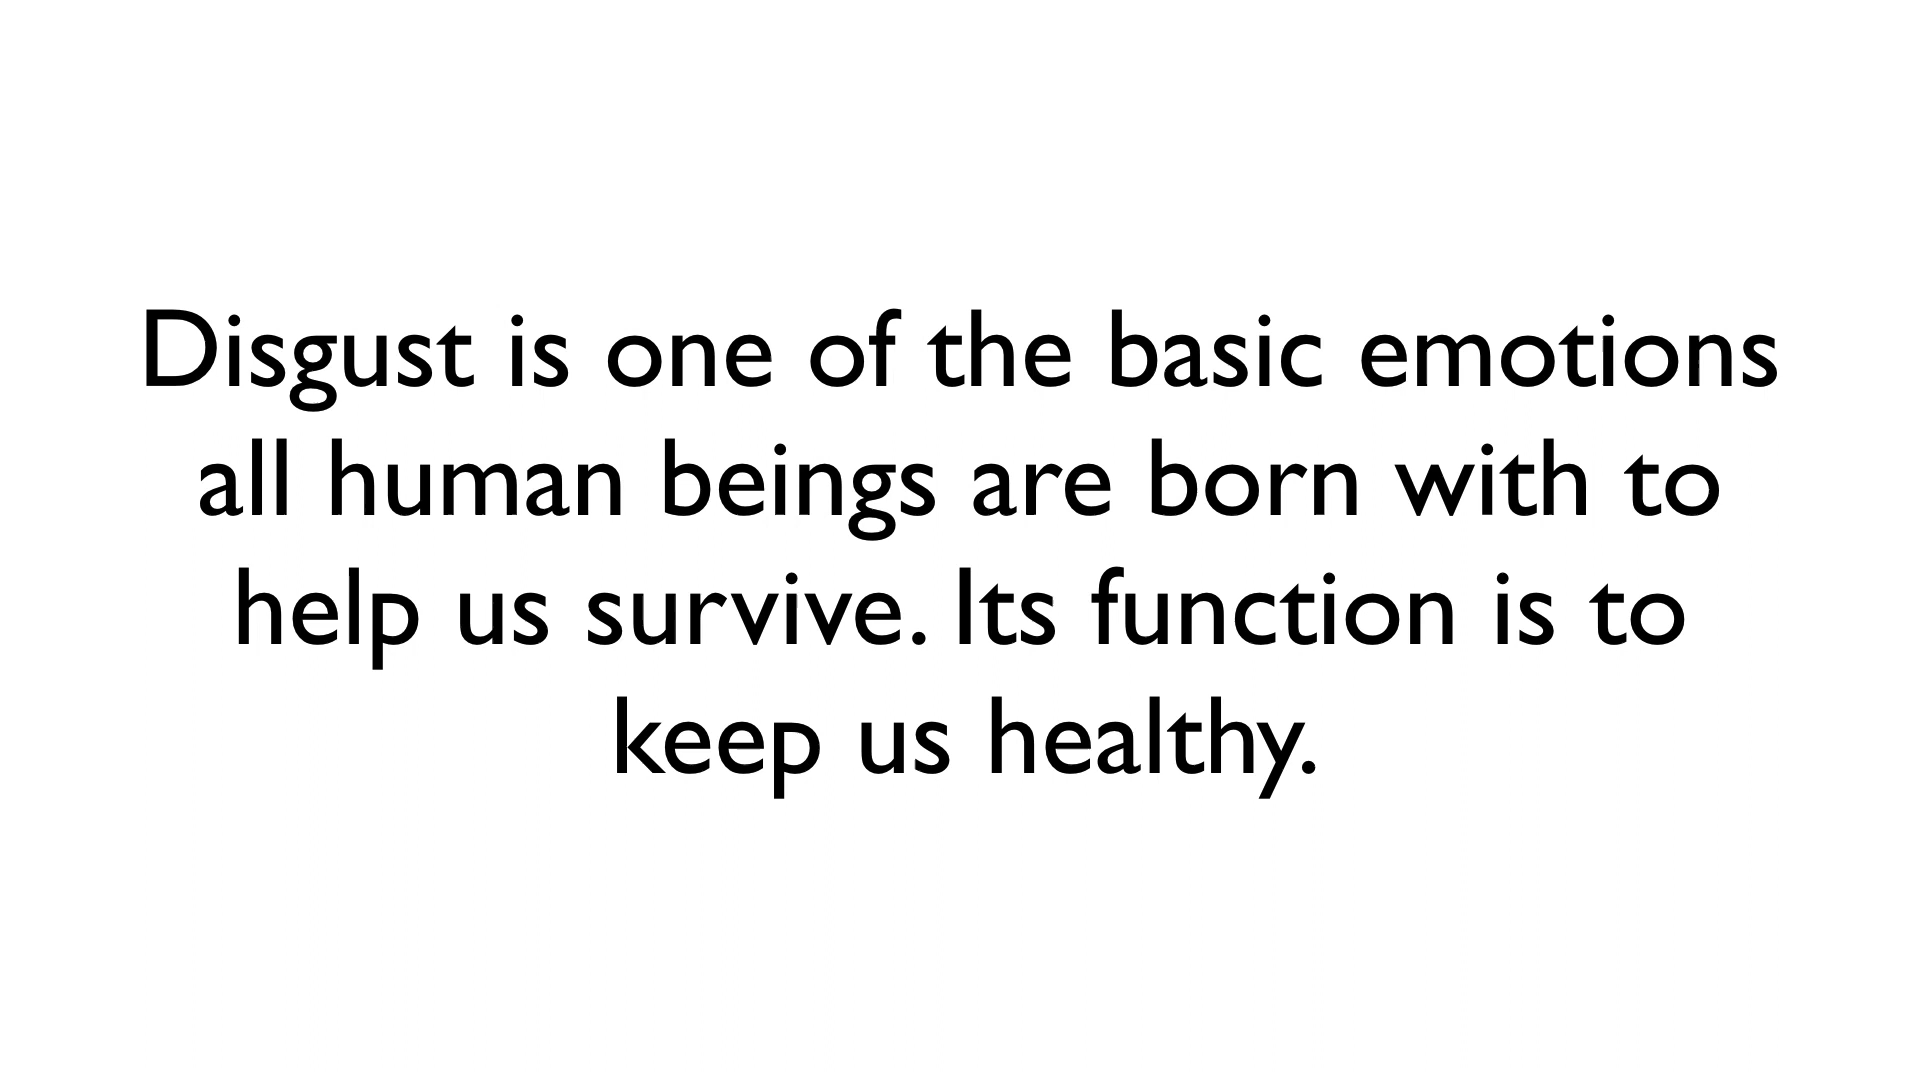 Disgust is one of the basic emotions
all human beings are born with to
help us survive. Its function is to
keep us healthy.